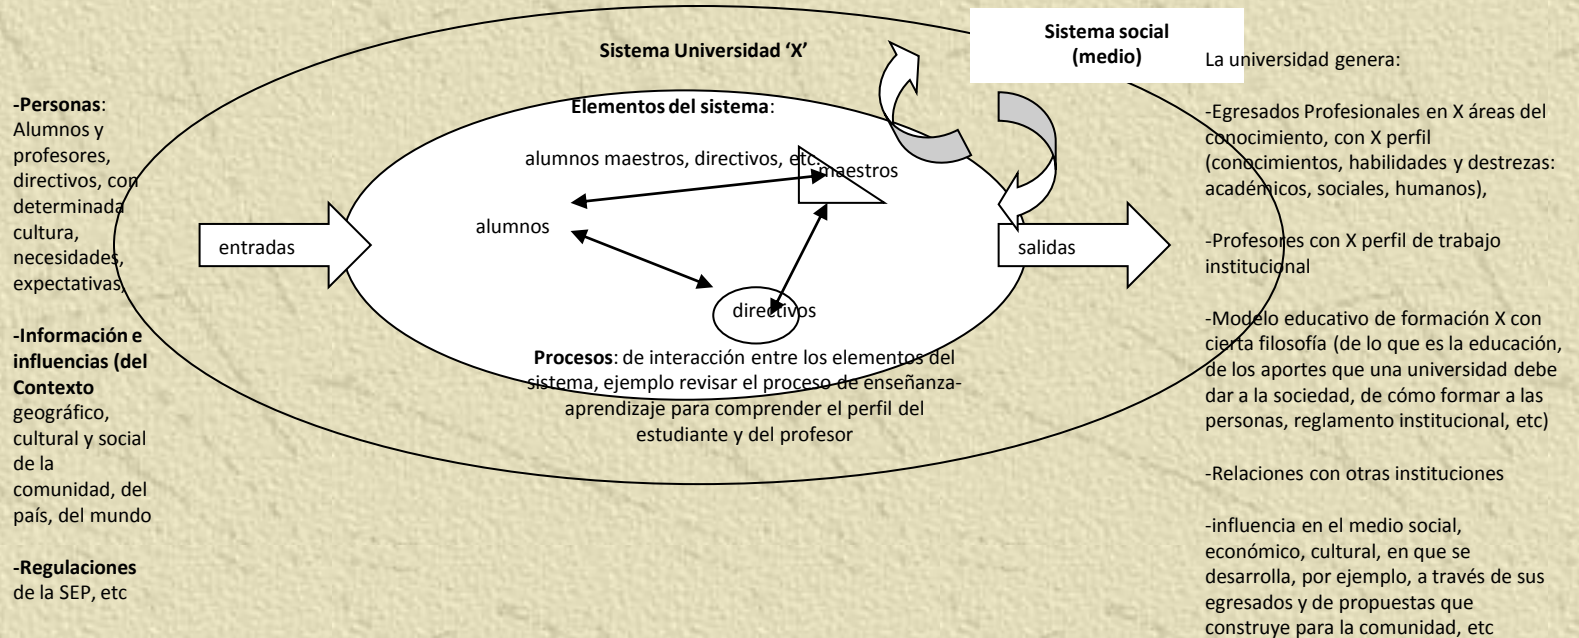 Sistema social
(medio)
Sistema Universidad ‘X’
-Personas:
Alumnos y
profesores,
directivos, con
determinada
cultura,
necesidades,
expectativas,
-Información e
influencias (del
Contexto
geográfico,
cultural y social
de la
comunidad, del
país, del mundo
-Regulaciones
de la SEP, etc
entradas
Elementos del sistema:
alumnos maestros, directivos, etc.
maestros
alumnos
directivos
Procesos: de interacción entre los elementos del
sistema, ejemplo revisar el proceso de enseñanza-
aprendizaje para comprender el perfil del
estudiante y del profesor
salidas
La universidad genera:
-Egresados Profesionales en X áreas del
conocimiento, con X perfil
(conocimientos, habilidades y destrezas:
académicos, sociales, humanos),
-Profesores con X perfil de trabajo
institucional
-Modelo educativo de formación X con
cierta filosofía (de lo que es la educación,
de los aportes que una universidad debe
dar a la sociedad, de cómo formar a las
personas, reglamento institucional, etc)
-Relaciones con otras instituciones
-influencia en el medio social,
económico, cultural, en que se
desarrolla, por ejemplo, a través de sus
egresados y de propuestas que
construye para la comunidad, etc